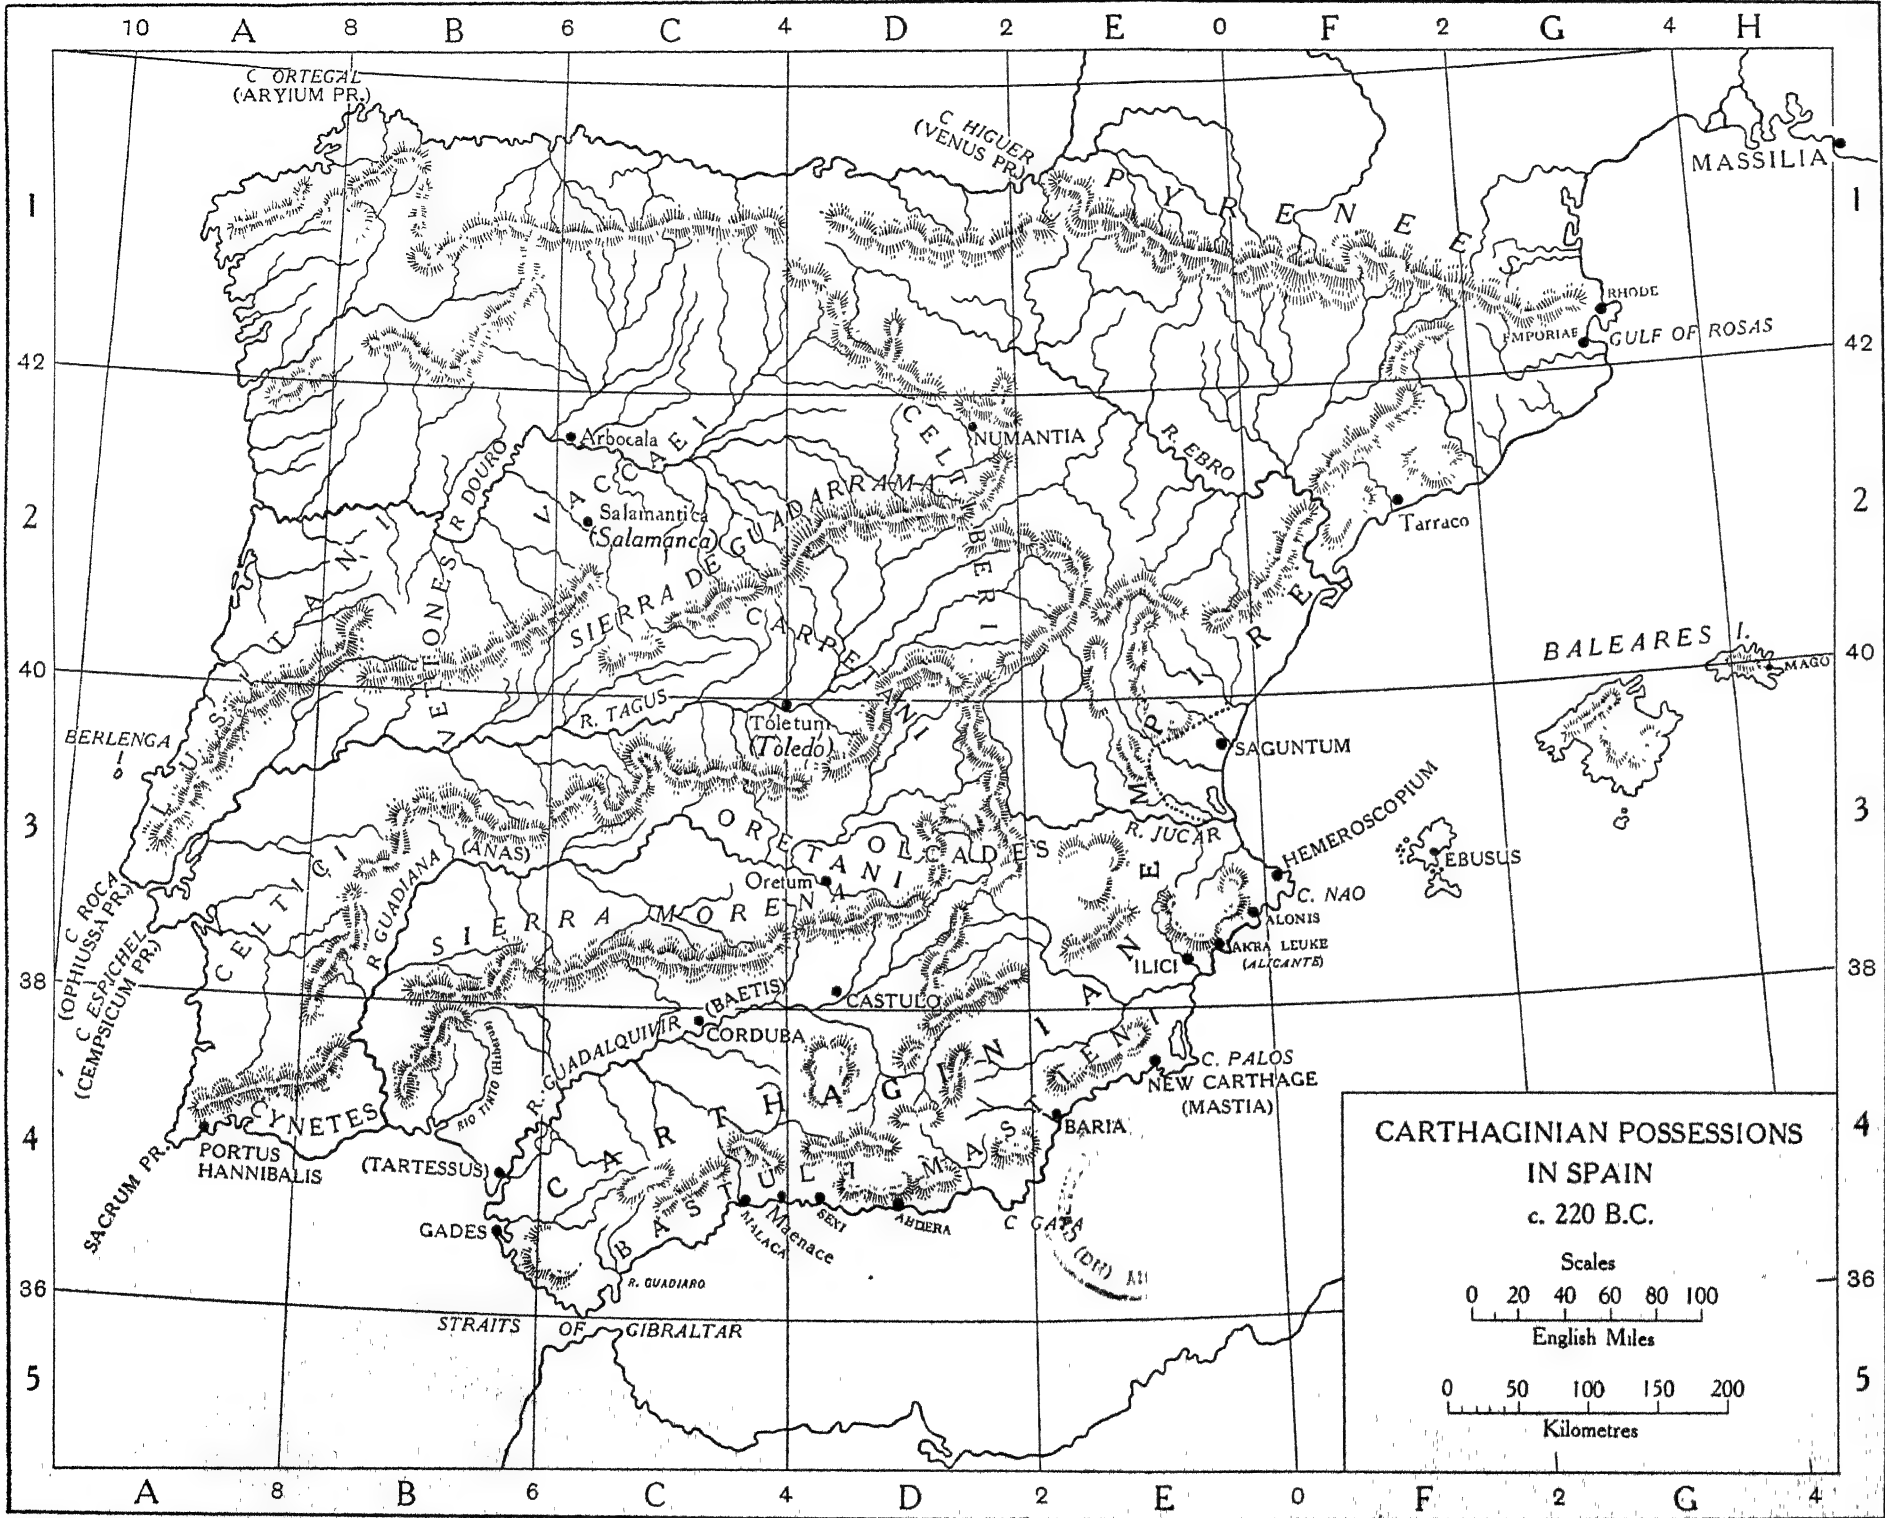 10 A 8 B 6 C 4 D 2 E 0 F 2 G 4 H
C ORTEGAL
(ARYIUM PR.)
C HIGUER
(VENUS PR.)
MASSILIA
1 1
PYRENEE
RHODE
EMPORIAE
GULF OF ROSAS
42 42
Arbocala
VACCAEI
CELTIBERI
NUMANTIA
R. EBRO
R DOURO
Salamantica
(Salamanca)
SIERRA DE GUADARRAMA
Tarraco
2 2
LUSITANI
VETTONES
CARPETANI
EMPIRE
BALEARES I.
MAGO
40 40
R. TAGUS
Toletum
(Toledo)
BERLENGA
I
SAGUNTUM
3 3
ORETANI
OLCADES
R. JUCAR
HEMEROSCOPIUM
EBUSUS
(ANAS)
R GUADIANA
CELTICI
Oretum
C. NAO
ALONIS
AKRA LEUKE
(ALICANTE)
ILICI
C ROCA
(OPHIUSSA PR.)
C ESPICHEL
(CEMPSICUM PR.)
SIERRA MORENA
38 38
(BAETIS)
CASTULO
R. GUADALQUIVIR
CORDUBA
CARTHAGINIAN
RIO TINTO (HIBERUS)
C. PALOS
NEW CARTHAGE
(MASTIA)
MASTIENI
BARIA
CYNETES
4 4
PORTUS
HANNIBALIS
SACRUM PR.
(TARTESSUS)
GADES
BASTULI
MALACA
Maenace
SEXI
ABDERA
C GATA
R. GUADIARO
36 36
STRAITS OF GIBRALTAR
5 5
CARTHAGINIAN POSSESSIONS
IN SPAIN
c. 220 B.C.
Scales
0 20 40 60 80 100
English Miles
0 50 100 150 200
Kilometres
A 8 B 6 C 4 D 2 E 0 F 2 G 4